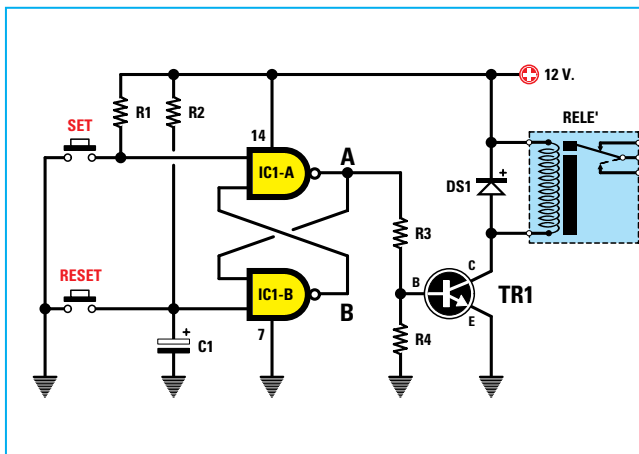 12 V.
R1
R2
RELE'
SET
14
A
IC1-A
DS1
+
R3
C
RESET
B
TR1
IC1-B
B
E
7
+
C1
R4